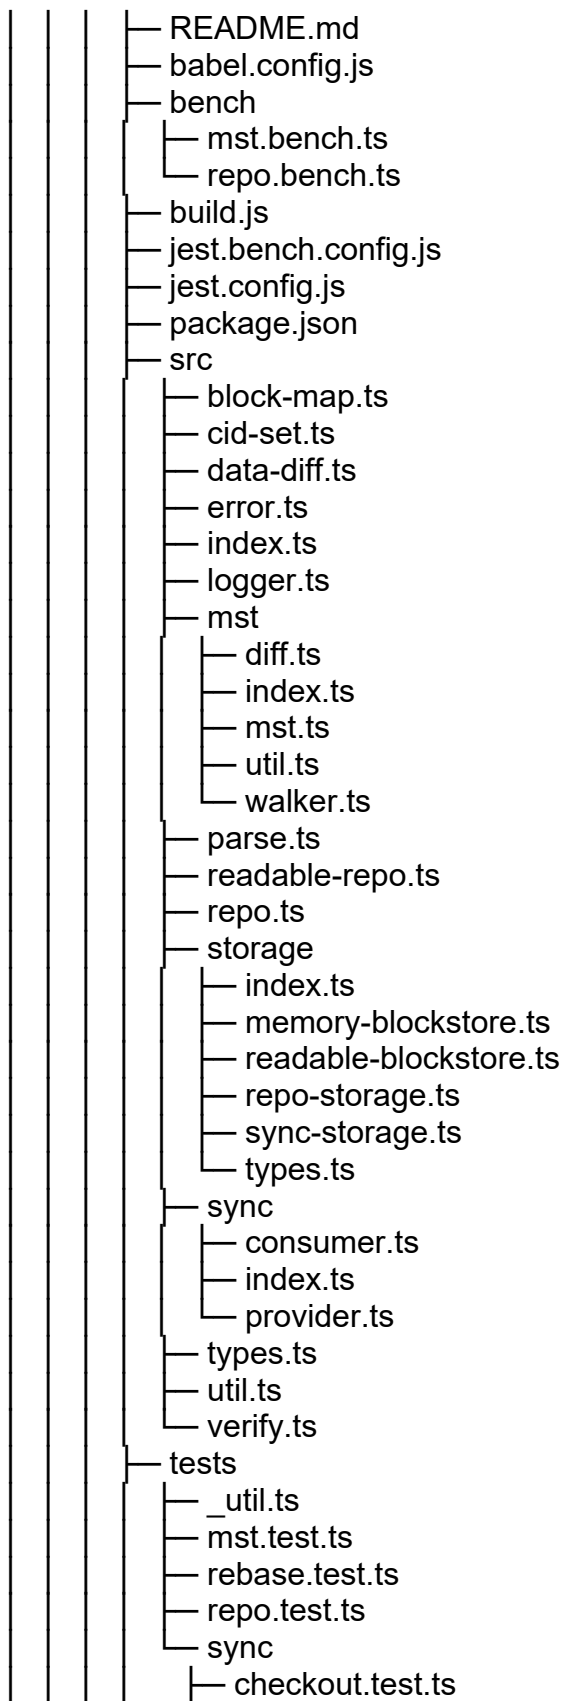 README.md
babel.config.js
bench
mst.bench.ts
repo.bench.ts
build.js
jest.bench.config.js
jest.config.js
package.json
src
block-map.ts
cid-set.ts
data-diff.ts
error.ts
index.ts
logger.ts
mst
diff.ts
index.ts
mst.ts
util.ts
walker.ts
parse.ts
readable-repo.ts
repo.ts
storage
index.ts
memory-blockstore.ts
readable-blockstore.ts
repo-storage.ts
sync-storage.ts
types.ts
sync
consumer.ts
index.ts
provider.ts
types.ts
util.ts
verify.ts
tests
_util.ts
mst.test.ts
rebase.test.ts
repo.test.ts
sync
checkout.test.ts